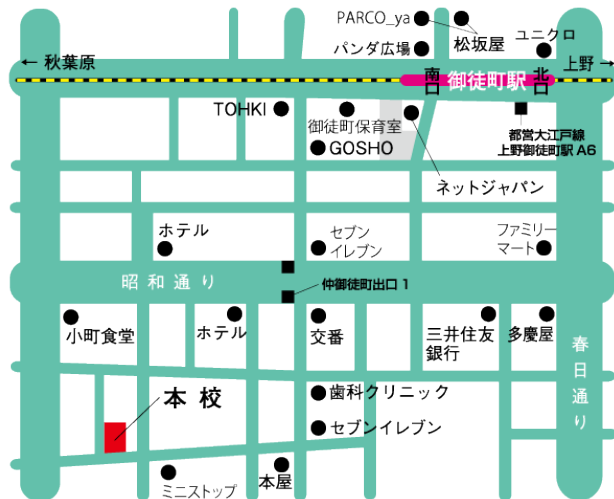 PARCO_ya
松坂屋
ユニクロ
パンダ広場
← 秋葉原
南口
御徒町駅
北口
上野 →
TOHKI
御徒町保育室
GOSHO
都営大江戸線
上野御徒町駅 A6
ネットジャパン
ホテル
セブン
イレブン
ファミリー
マート
昭和通り
仲御徒町出口 1
小町食堂
ホテル
交番
三井住友
銀行
多慶屋
春日通り
本校
歯科クリニック
セブンイレブン
ミニストップ
本屋